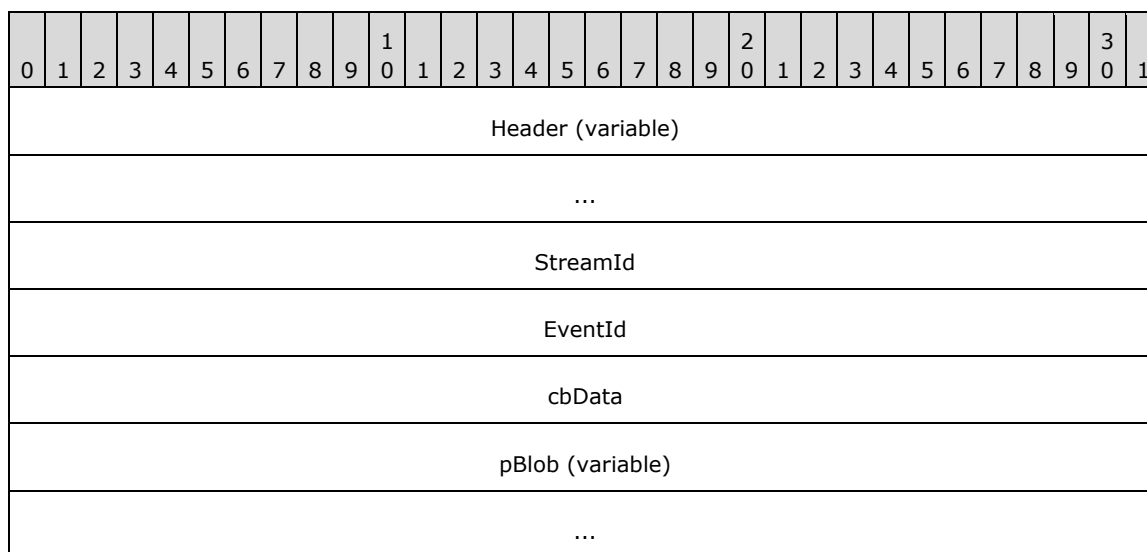 1 2 3
0 1 2 3 4 5 6 7 8 9 0 1 2 3 4 5 6 7 8 9 0 1 2 3 4 5 6 7 8 9 0 1
Header (variable)
...
StreamId
EventId
cbData
pBlob (variable)
...